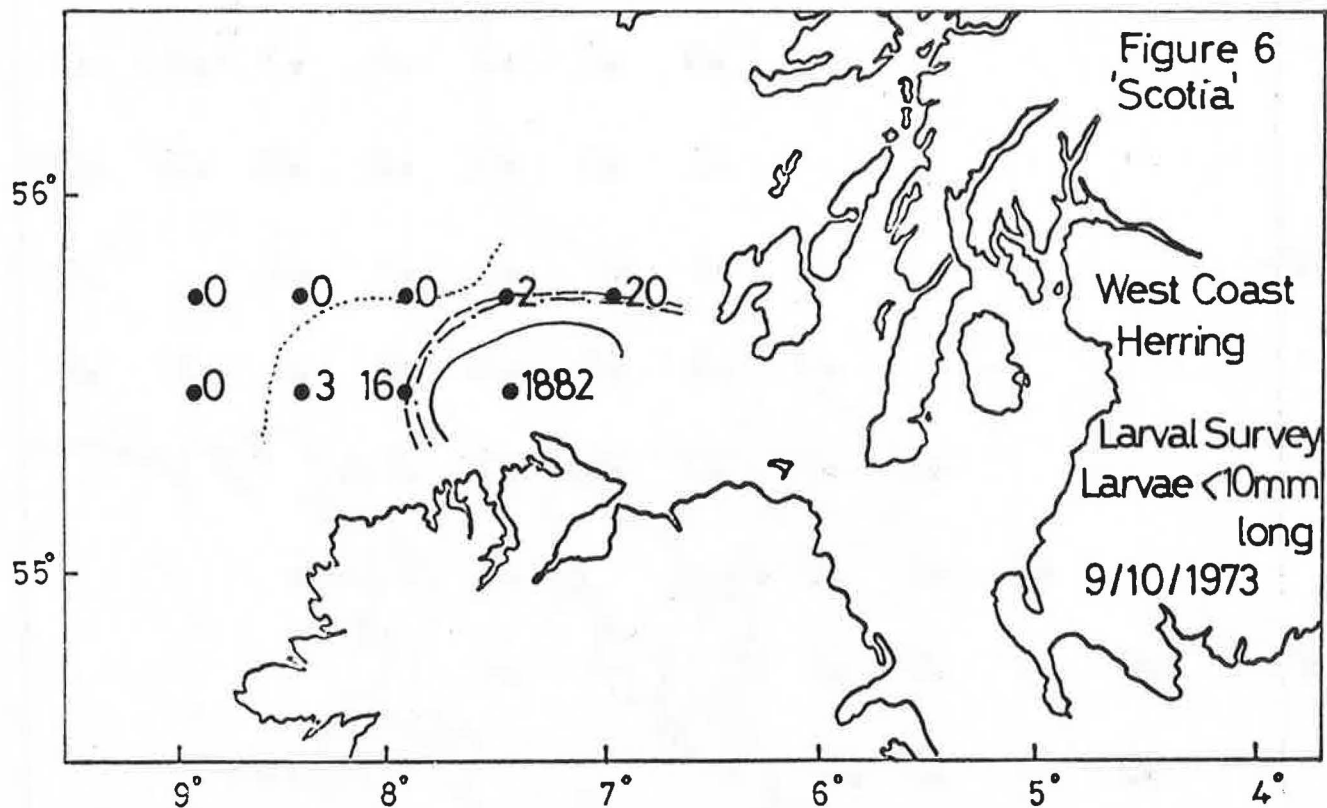 Figure 6
'Scotia'
56°
0 0 0 2 20
West Coast
Herring
0 3 16 1882
Larval Survey
Larvae <10mm
long
55°
9/10/1973
9° 8° 7° 6° 5° 4°